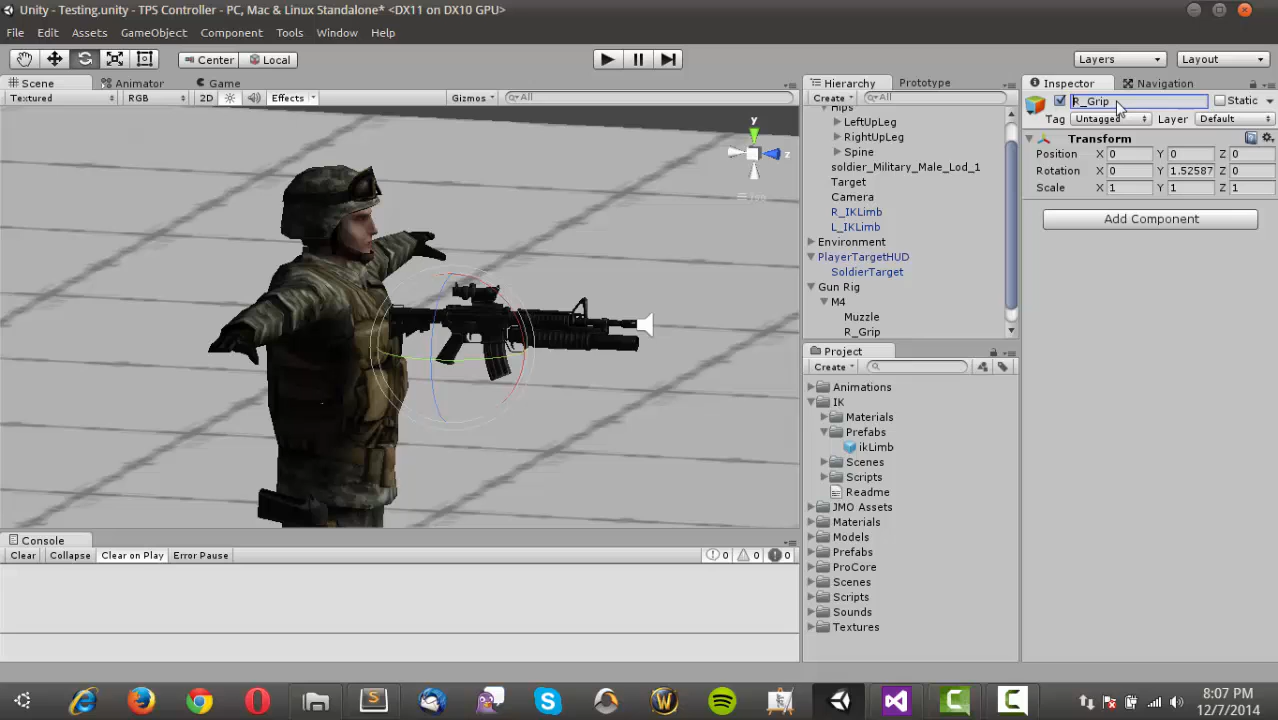 Unity - Testing.unity - TPS Controller - PC, Mac & Linux Standalone* <DX11 on DX10 GPU>
File Edit Assets GameObject Component Tools Window Help
Center Local Layers Layout
Scene Animator Game
Textured RGB 2D Effects Gizmos All
y
z
Iso
Hierarchy Prototype
Create All
Hips
LeftUpLeg
RightUpLeg
Spine
soldier_Military_Male_Lod_1
Target
Camera
R_IKLimb
L_IKLimb
Environment
PlayerTargetHUD
SoldierTarget
Gun Rig
M4
Muzzle
R_Grip
Project
Create
Animations
IK
Materials
Prefabs
ikLimb
Scenes
Scripts
Readme
JMO Assets
Materials
Models
Prefabs
ProCore
Scenes
Scripts
Sounds
Textures
Inspector Navigation
R_Grip Static
Tag Untagged Layer Default
Transform
Position X 0 Y 0 Z 0
Rotation X 0 Y 1.52587 Z 0
Scale X 1 Y 1 Z 1
Add Component
Console
Clear Collapse Clear on Play Error Pause 0 0 0
8:07 PM
12/7/2014